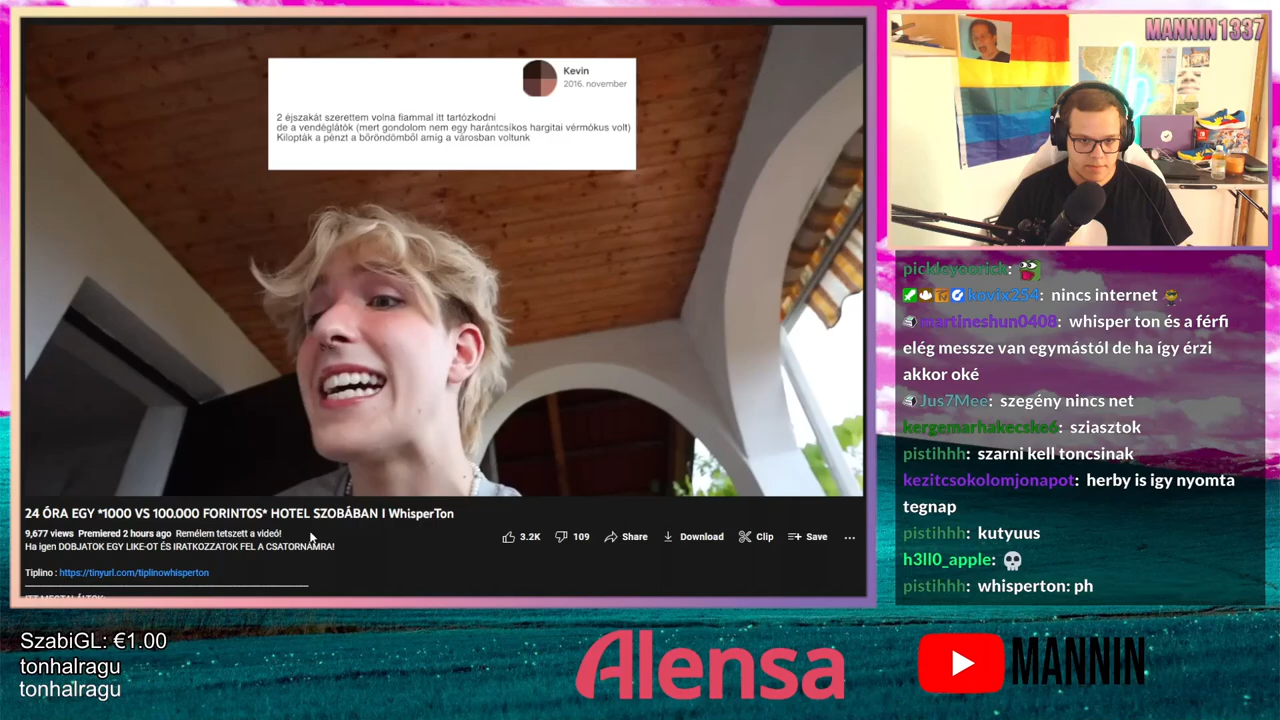 Kevin
2016. november
2 éjszakát szerettem volna fiammal itt tartózkodni
de a vendéglátók (mert gondolom nem egy harántcsíkos hargitai vérmókus volt)
Kilopták a pénzt a bőröndömből amíg a városban voltunk
24 ÓRA EGY *1000 VS 100.000 FORINTOS* HOTEL SZOBÁBAN I WhisperTon
9,677 views Premiered 2 hours ago Remélem tetszett a videó!
Ha igen DOBJATOK EGY LIKE-OT ÉS IRATKOZZATOK FEL A CSATORNÁMRA!
3.2K 109 Share Download Clip Save
Tiplino : https://tinyurl.com/tiplinowhisperton
MANNIN1337
pickleyoorick:
kovix254: nincs internet
martineshun0408: whisper ton és a férfi
elég messze van egymástól de ha így érzi
akkor oké
Jus7Mee: szegény nincs net
kergemarhakecske6: sziasztok
pistihhh: szarni kell toncsinak
kezitcsokolomjonapot: herby is igy nyomta
tegnap
pistihhh: kutyuus
h3ll0_apple:
pistihhh: whisperton: ph
SzabiGL: €1.00
tonhalragu
tonhalragu
Alensa
MANNIN